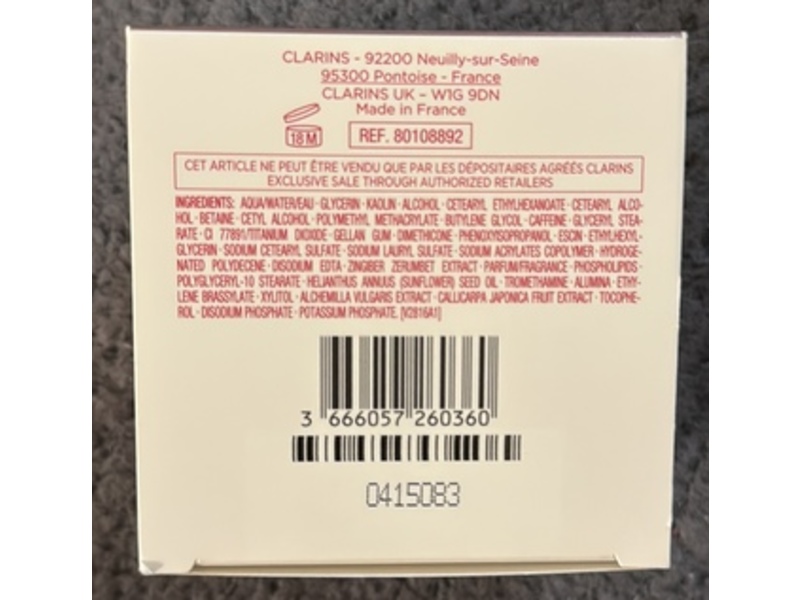 CLARINS - 92200 Neuilly-sur-Seine
95300 Pontoise - France
CLARINS UK - W1G 9DN
Made in France
18 M
REF. 80108892
CET ARTICLE NE PEUT ÊTRE VENDU QUE PAR LES DÉPOSITAIRES AGRÉÉS CLARINS
EXCLUSIVE SALE THROUGH AUTHORIZED RETAILERS
INGREDIENTS: AQUA/WATER/EAU · GLYCERIN · KAOLIN · ALCOHOL · CETEARYL ETHYLHEXANOATE · CETEARYL ALCO-
HOL · BETAINE · CETYL ALCOHOL · POLYMETHYL METHACRYLATE · BUTYLENE GLYCOL · CAFFEINE · GLYCERYL STEA-
RATE · CI 77891/TITANIUM DIOXIDE · GELLAN GUM · DIMETHICONE · PHENOXYISOPROPANOL · ESCIN · ETHYLHEXYL-
GLYCERIN · SODIUM CETEARYL SULFATE · SODIUM LAURYL SULFATE · SODIUM ACRYLATES COPOLYMER · HYDROGE-
NATED POLYDECENE · DISODIUM EDTA · ZINGIBER ZERUMBET EXTRACT · PARFUM/FRAGRANCE · PHOSPHOLIPIDS ·
POLYGLYCERYL-10 STEARATE · HELIANTHUS ANNUUS (SUNFLOWER) SEED OIL · TROMETHAMINE · ALUMINA · ETHY-
LENE BRASSYLATE · XYLITOL · ALCHEMILLA VULGARIS EXTRACT · CALLICARPA JAPONICA FRUIT EXTRACT · TOCOPHE-
ROL · DISODIUM PHOSPHATE · POTASSIUM PHOSPHATE. [V2816A1]
3 666057 260360
0415083